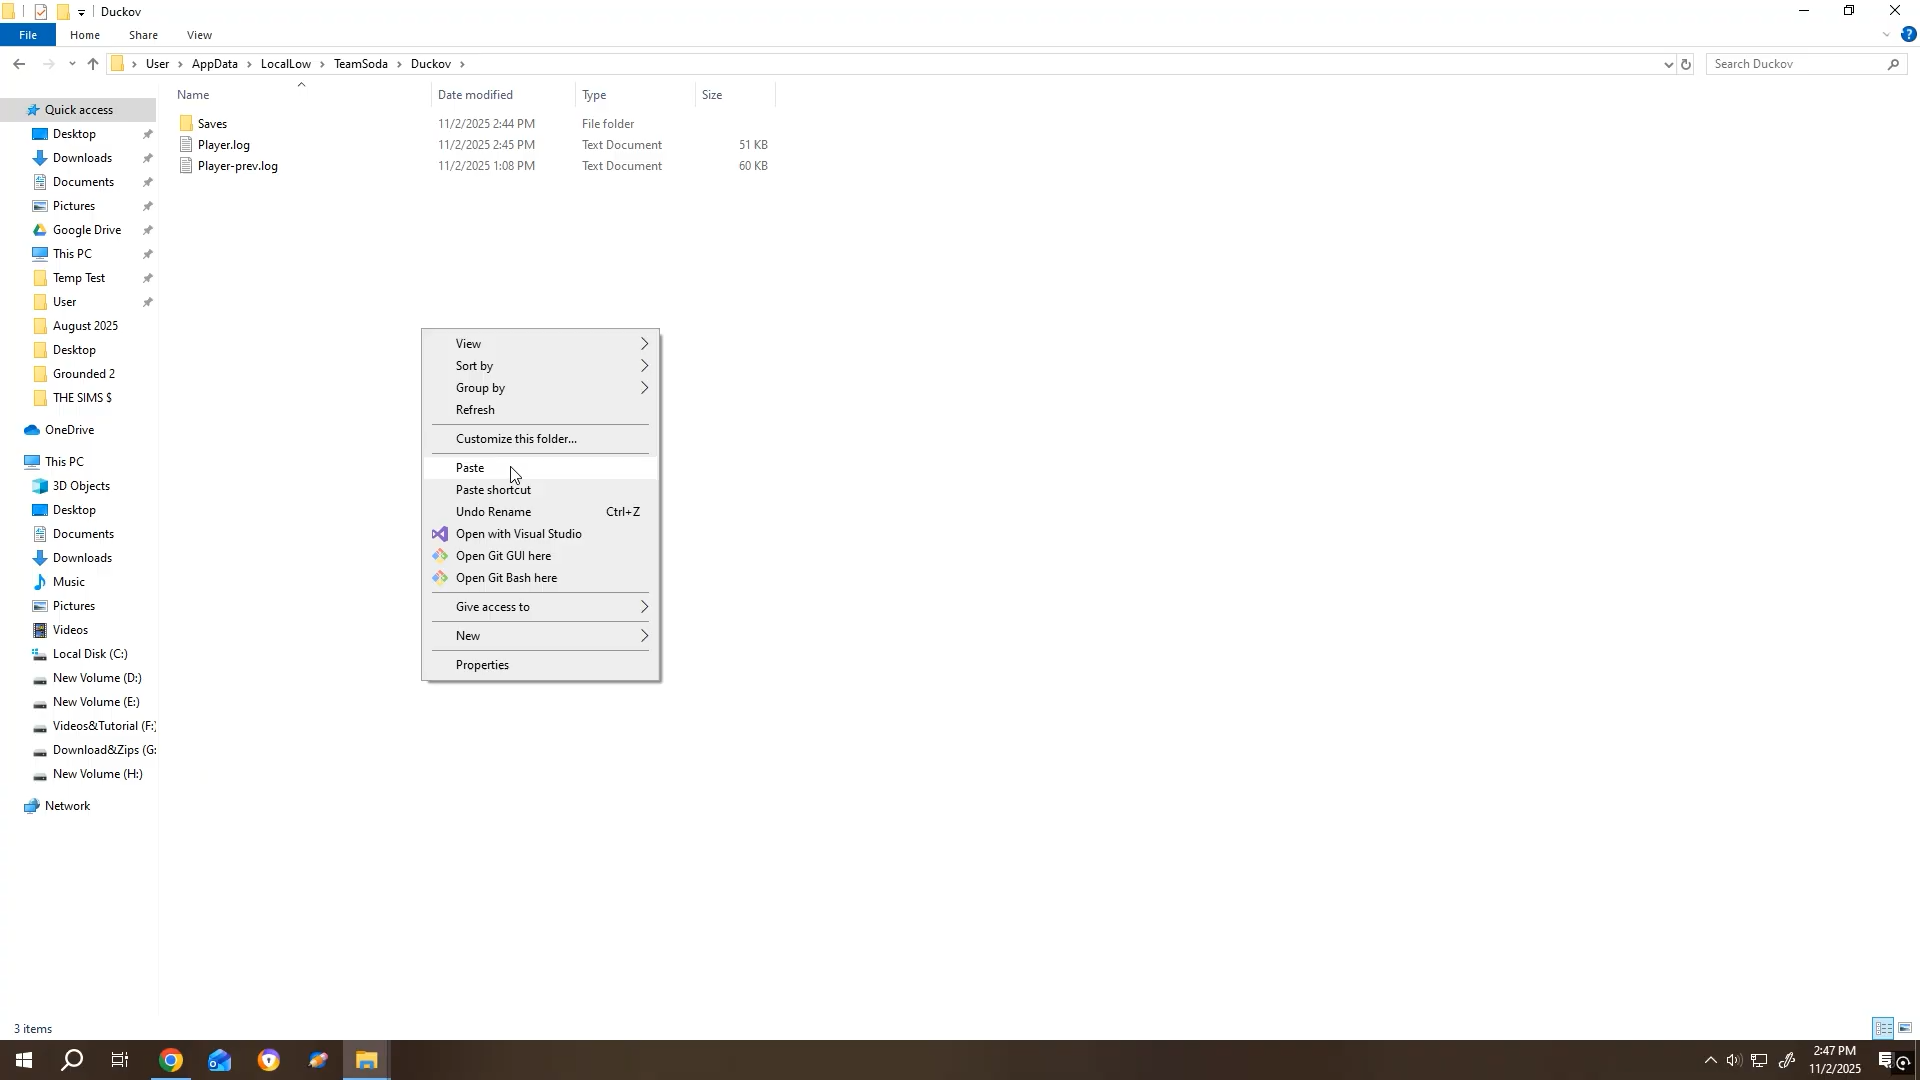 Duckov
File
Home
Share
View
User
AppData
LocalLow
TeamSoda
Duckov
Search Duckov
Name
Date modified
Type
Size
Saves
11/2/2025 2:44 PM
File folder
Player.log
11/2/2025 2:45 PM
Text Document
51 KB
Player-prev.log
11/2/2025 1:08 PM
Text Document
60 KB
Quick access
Desktop
Downloads
Documents
Pictures
Google Drive
This PC
Temp Test
User
August 2025
Desktop
Grounded 2
THE SIMS $
OneDrive
This PC
3D Objects
Desktop
Documents
Downloads
Music
Pictures
Videos
Local Disk (C:)
New Volume (D:)
New Volume (E:)
Videos&Tutorial (F:)
Download&Zips (G:
New Volume (H:)
Network
View
Sort by
Group by
Refresh
Customize this folder...
Paste
Paste shortcut
Undo Rename Ctrl+Z
Open with Visual Studio
Open Git GUI here
Open Git Bash here
Give access to
New
Properties
3 items
2:47 PM
11/2/2025